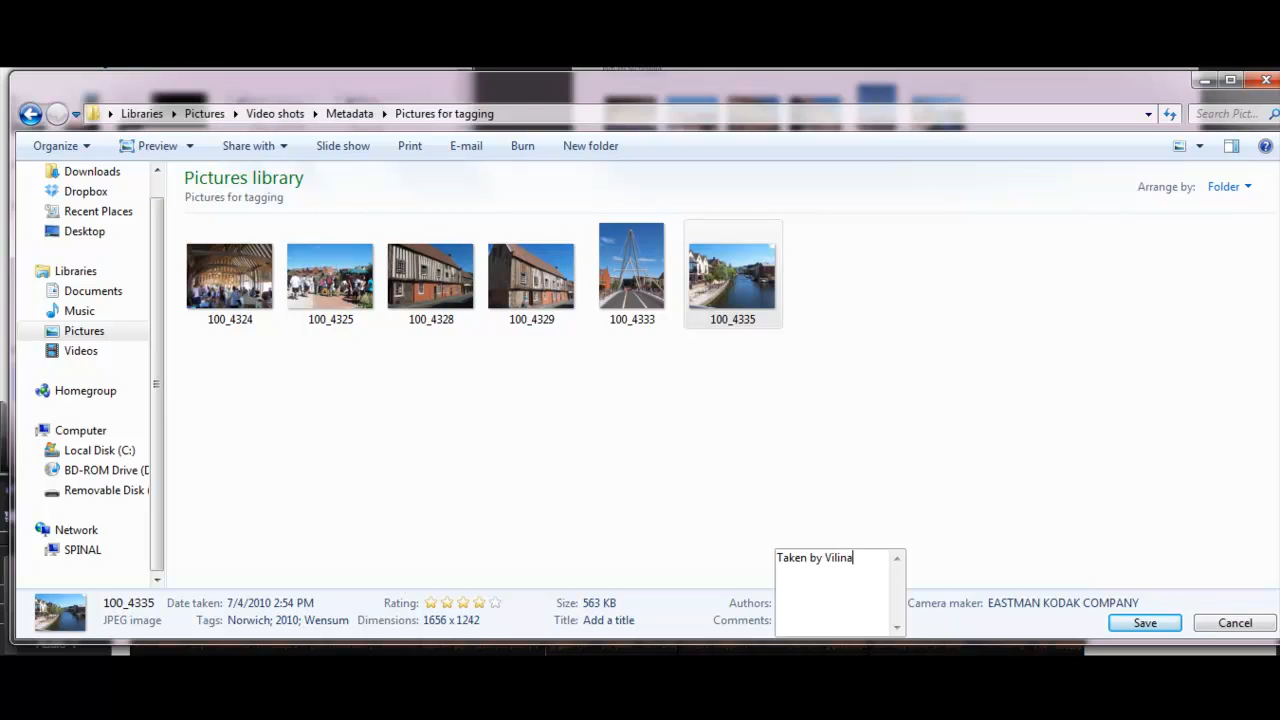 Libraries Pictures Video shots Metadata Pictures for tagging
Search Pict...
Organize Preview Share with Slide show Print E-mail Burn New folder
Downloads
Dropbox
Recent Places
Desktop
Libraries
Documents
Music
Pictures
Videos
Homegroup
Computer
Local Disk (C:)
BD-ROM Drive (D
Removable Disk (
Network
SPINAL
Pictures library
Pictures for tagging
Arrange by: Folder
100_4324 100_4325 100_4328 100_4329 100_4333 100_4335
Taken by Vilina
100_4335 Date taken: 7/4/2010 2:54 PM Rating: Size: 563 KB Authors: Camera maker: EASTMAN KODAK COMPANY
JPEG image Tags: Norwich; 2010; Wensum Dimensions: 1656 x 1242 Title: Add a title Comments:
Save Cancel